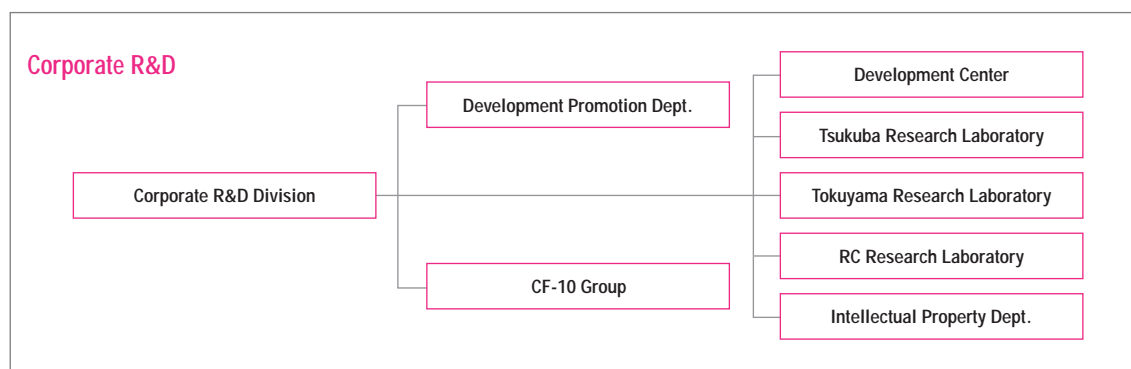 Corporate R&D
Corporate R&D Division
Development Promotion Dept.
CF-10 Group
Development Center
Tsukuba Research Laboratory
Tokuyama Research Laboratory
RC Research Laboratory
Intellectual Property Dept.